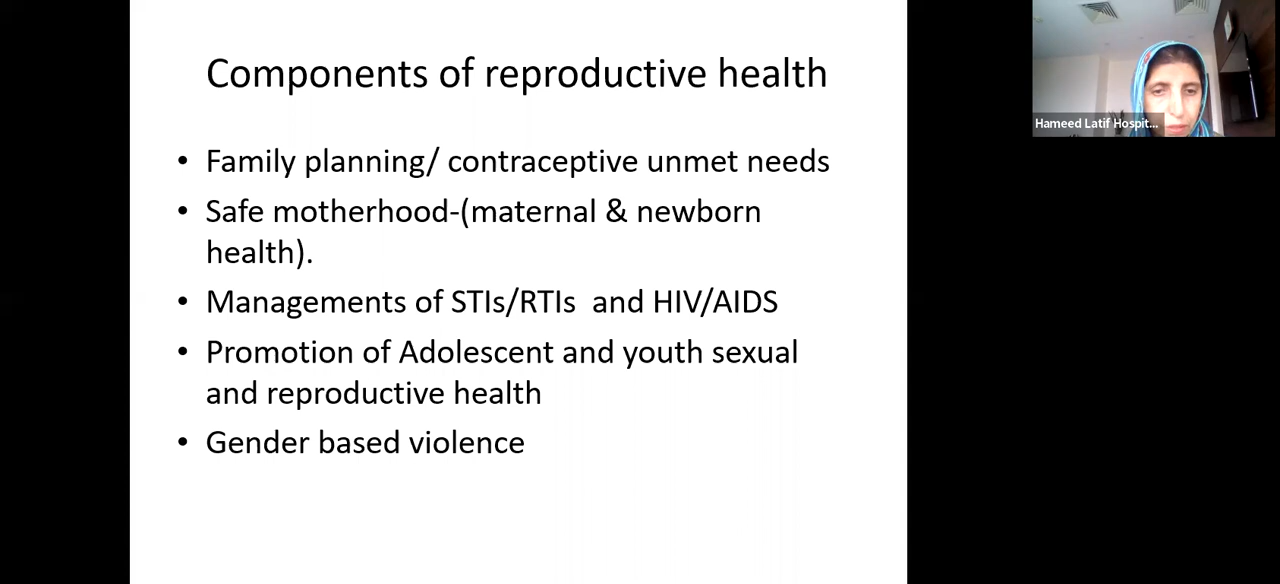 Components of reproductive health
• Family planning/ contraceptive unmet needs
• Safe motherhood-(maternal & newborn
health).
• Managements of STIs/RTIs  and HIV/AIDS
• Promotion of Adolescent and youth sexual
and reproductive health
• Gender based violence
Hameed Latif Hospit...